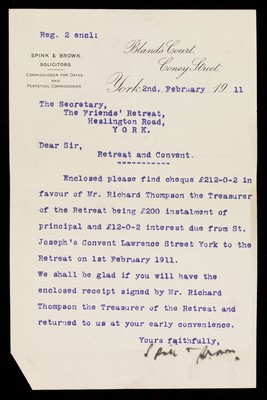 Reg. 2 encl:
SPINK & BROWN.
SOLICITORS.
COMMISSIONER FOR OATHS
AND
PERPETUAL COMMISSIONER
Blands Court,
Coney Street,
York 2nd. February 1911
The Secretary,
The Friends' Retreat,
Heslington Road,
YORK.
Dear Sir,
Retreat and Convent.
Enclosed please find cheque £212-0-2 in
favour of Mr. Richard Thompson the Treasurer
of the Retreat being £200 instalment of
principal and £12-0-2 interest due from St.
Joseph's Convent Lawrence Street York to the
Retreat on 1st February 1911.
We shall be glad if you will have the
enclosed receipt signed by Mr. Richard
Thompson the Treasurer of the Retreat and
returned to us at your early convenience.
Yours faithfully,
Spink & Brown.